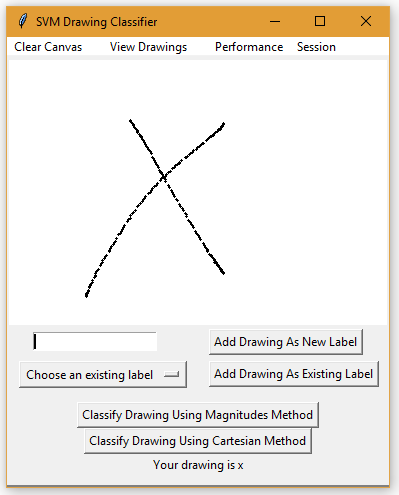 SVM Drawing Classifier
Clear Canvas View Drawings Performance Session
Add Drawing As New Label
Choose an existing label Add Drawing As Existing Label
Classify Drawing Using Magnitudes Method
Classify Drawing Using Cartesian Method
Your drawing is x